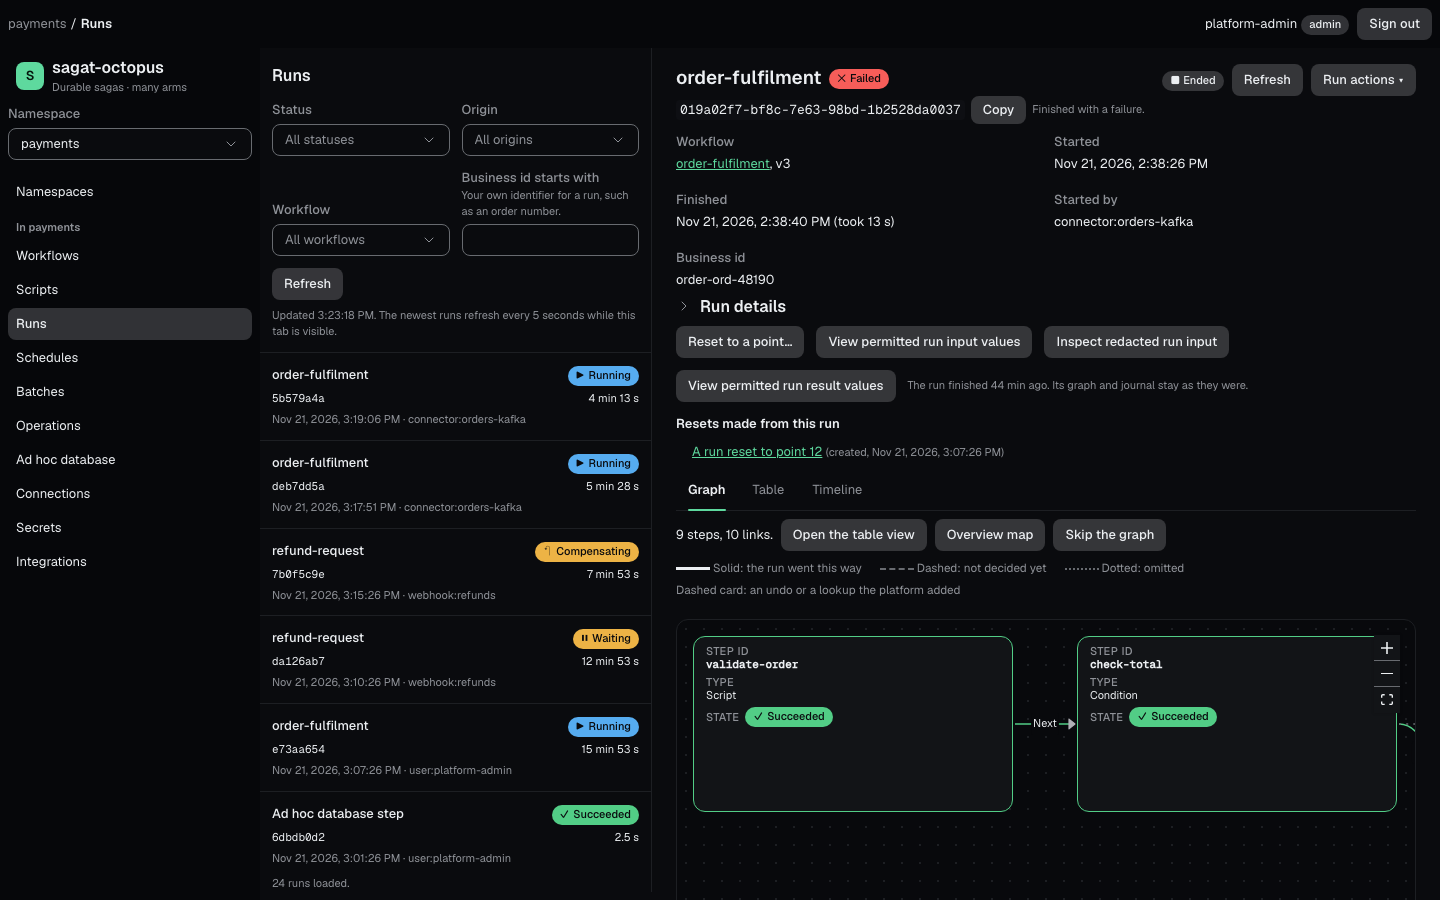 payments / Runs
platform-admin admin Sign out
S
sagat-octopus
Durable sagas · many arms
Namespace
payments
Namespaces
In payments
Workflows
Scripts
Runs
Schedules
Batches
Operations
Ad hoc database
Connections
Secrets
Integrations
Runs
Status
All statuses
Origin
All origins
Workflow
All workflows
Business id starts with
Your own identifier for a run, such
as an order number.
Refresh
Updated 3:23:18 PM. The newest runs refresh every 5 seconds while this
tab is visible.
order-fulfilment Running
5b579a4a 4 min 13 s
Nov 21, 2026, 3:19:06 PM · connector:orders-kafka
order-fulfilment Running
deb7dd5a 5 min 28 s
Nov 21, 2026, 3:17:51 PM · connector:orders-kafka
refund-request Compensating
7b0f5c9e 7 min 53 s
Nov 21, 2026, 3:15:26 PM · webhook:refunds
refund-request Waiting
da126ab7 12 min 53 s
Nov 21, 2026, 3:10:26 PM · webhook:refunds
order-fulfilment Running
e73aa654 15 min 53 s
Nov 21, 2026, 3:07:26 PM · user:platform-admin
Ad hoc database step Succeeded
6dbdb0d2 2.5 s
Nov 21, 2026, 3:01:26 PM · user:platform-admin
24 runs loaded.
order-fulfilment Failed
Ended Refresh Run actions
019a02f7-bf8c-7e63-98bd-1b2528da0037 Copy Finished with a failure.
Workflow
order-fulfilment, v3
Started
Nov 21, 2026, 2:38:26 PM
Finished
Nov 21, 2026, 2:38:40 PM (took 13 s)
Started by
connector:orders-kafka
Business id
order-ord-48190
Run details
Reset to a point… View permitted run input values Inspect redacted run input
View permitted run result values The run finished 44 min ago. Its graph and journal stay as they were.
Resets made from this run
A run reset to point 12 (created, Nov 21, 2026, 3:07:26 PM)
Graph Table Timeline
9 steps, 10 links. Open the table view Overview map Skip the graph
Solid: the run went this way Dashed: not decided yet Dotted: omitted
Dashed card: an undo or a lookup the platform added
STEP ID
validate-order
TYPE
Script
STATE Succeeded
Next
STEP ID
check-total
TYPE
Condition
STATE Succeeded